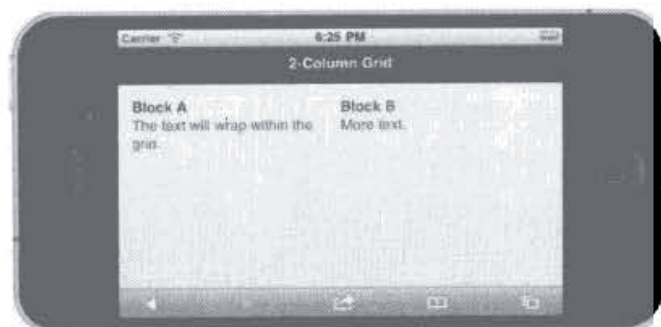 Carrier 6:25 PM
2-Column Grid
Block A
The text will wrap within the
grid.
Block B
More text.